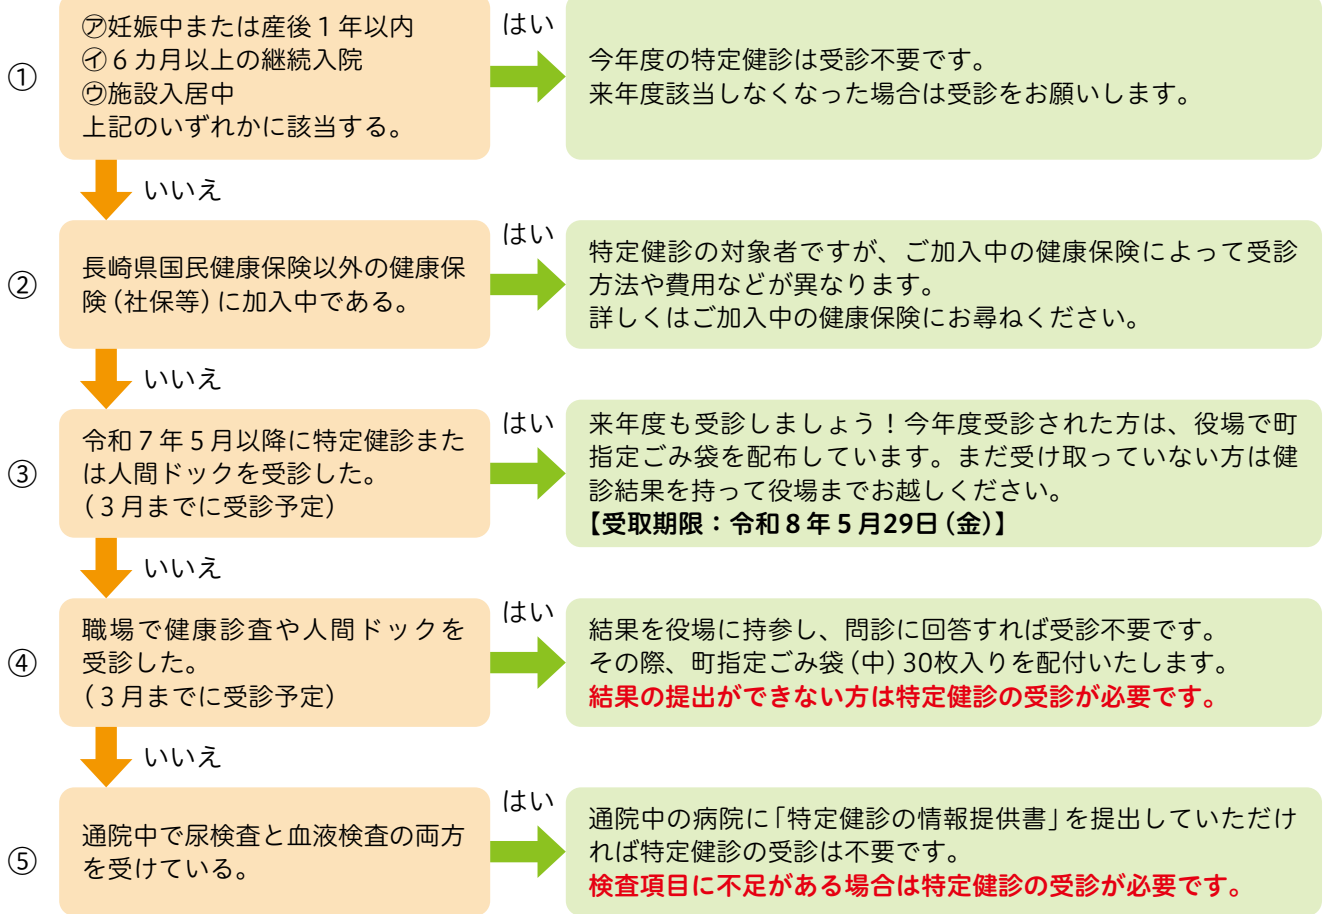 ①
㋐妊娠中または産後1年以内
㋑6カ月以上の継続入院
㋒施設入居中
上記のいずれかに該当する。
はい
今年度の特定健診は受診不要です。
来年度該当しなくなった場合は受診をお願いします。
いいえ
②
長崎県国民健康保険以外の健康保
険(社保等)に加入中である。
はい
特定健診の対象者ですが、ご加入中の健康保険によって受診
方法や費用などが異なります。
詳しくはご加入中の健康保険にお尋ねください。
いいえ
③
令和7年5月以降に特定健診また
は人間ドックを受診した。
(3月までに受診予定)
はい
来年度も受診しましょう!今年度受診された方は、役場で町
指定ごみ袋を配布しています。まだ受け取っていない方は健
診結果を持って役場までお越しください。
【受取期限:令和8年5月29日(金)】
いいえ
④
職場で健康診査や人間ドックを
受診した。
(3月までに受診予定)
はい
結果を役場に持参し、問診に回答すれば受診不要です。
その際、町指定ごみ袋(中)30枚入りを配付いたします。
結果の提出ができない方は特定健診の受診が必要です。
いいえ
⑤
通院中で尿検査と血液検査の両方
を受けている。
はい
通院中の病院に「特定健診の情報提供書」を提出していただけ
れば特定健診の受診は不要です。
検査項目に不足がある場合は特定健診の受診が必要です。